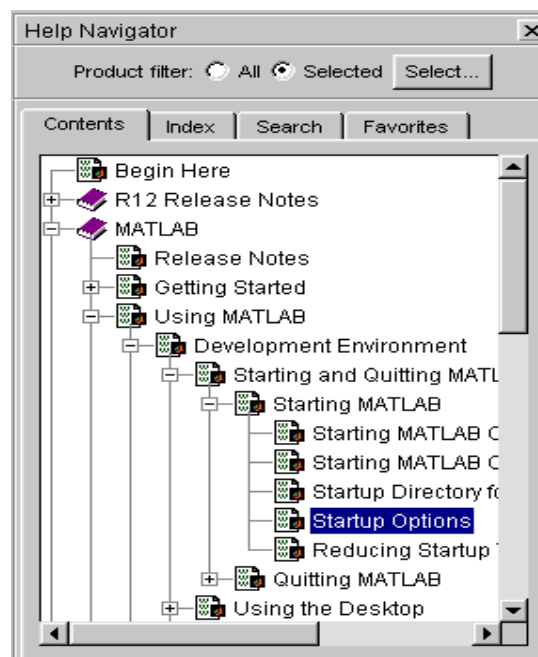 Help Navigator
Product filter: All Selected Select...
Contents Index Search Favorites
Begin Here
R12 Release Notes
MATLAB
Release Notes
Getting Started
Using MATLAB
Development Environment
Starting and Quitting MATL
Starting MATLAB
Starting MATLAB
Starting MATLAB
Startup Directory fo
Startup Options
Reducing Startup
Quitting MATLAB
Using the Desktop